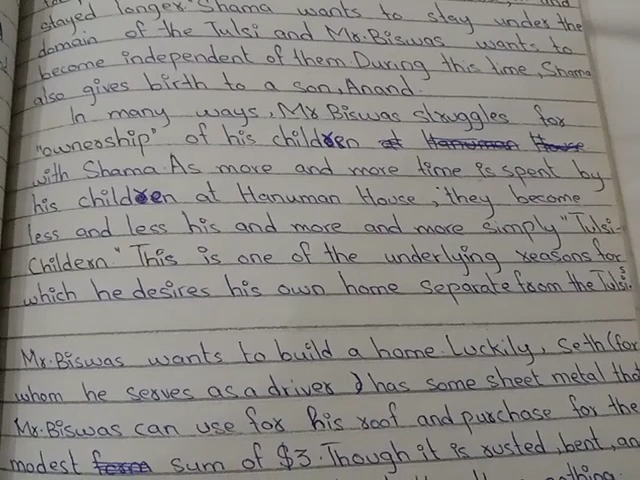 and
stayed longer. Shama wants to stay under the
domain of the Tulsi and Mr.Biswas wants to
become independent of them. During this time, Shama
also gives birth to a son, Anand.
In many ways, Mr Biswas struggles for
"ownership" of his children at Hanuman House
with Shama. As more and more time is spent by
his children at Hanuman House, they become
less and less his and more and more simply "Tulsi-
Childern." This is one of the underlying reasons for
which he desires his own home separate from the Tulsis.
Mr.Biswas wants to build a home. Luckily, Seth (for
whom he serves as a driver) has some sheet metal that
Mr.Biswas can use for his roof and purchase for the
modest sum of $3. Though it is rusted, bent, an